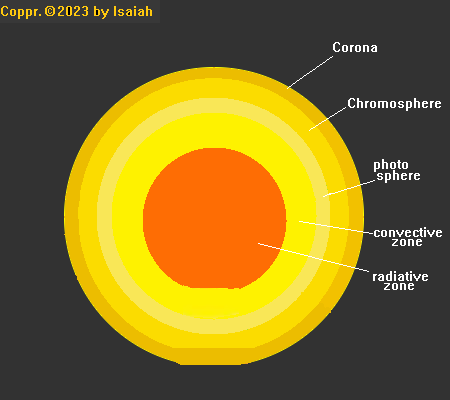 Coppr. ©2023 by Isaiah
Corona
Chromosphere
photo
sphere
convective
zone
radiative
zone